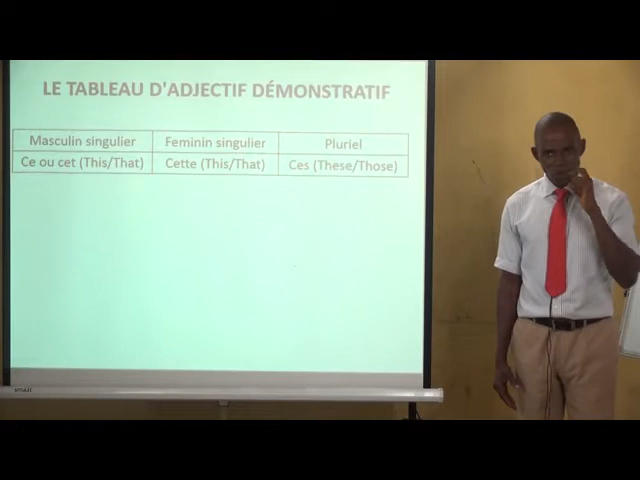 LE TABLEAU D'ADJECTIF DÉMONSTRATIF
Masculin singulier Feminin singulier Pluriel
Ce ou cet (This/That) Cette (This/That) Ces (These/Those)